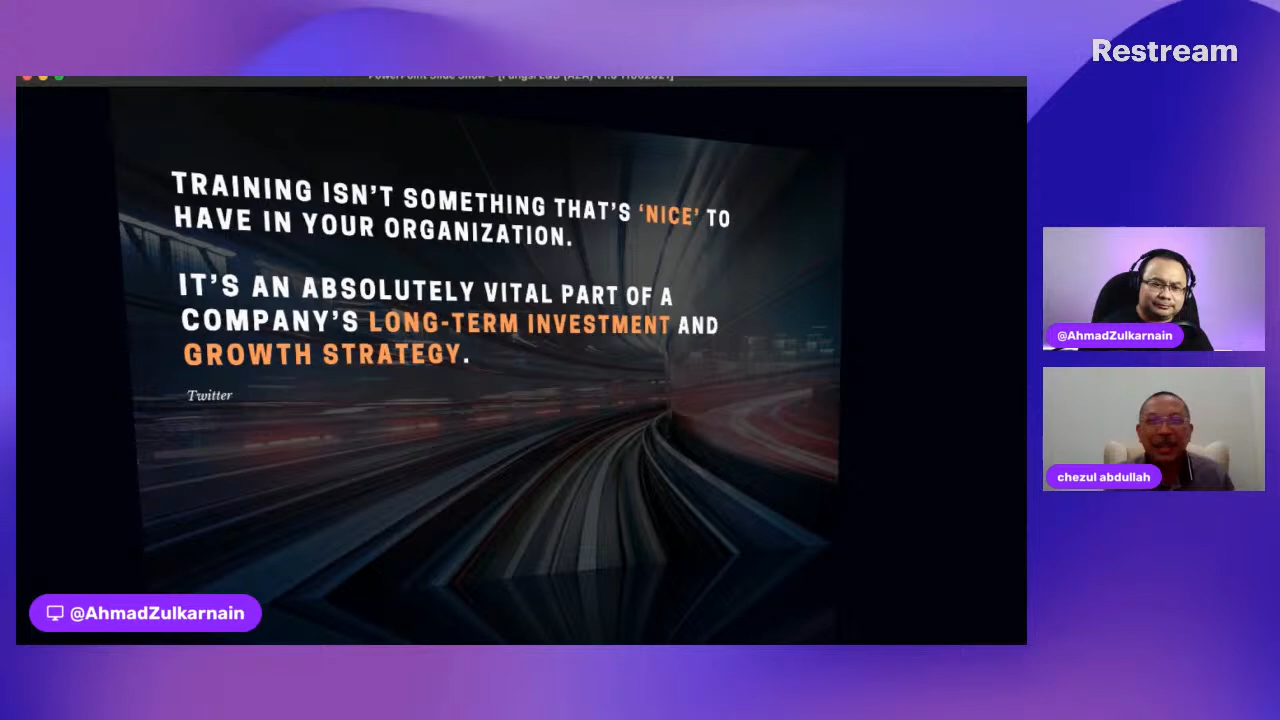 Restream
TRAINING ISN'T SOMETHING THAT'S ‘NICE’ TO
HAVE IN YOUR ORGANIZATION.
IT'S AN ABSOLUTELY VITAL PART OF A
COMPANY'S LONG-TERM INVESTMENT AND
GROWTH STRATEGY.
Twitter
@AhmadZulkarnain
chezul abdullah
@AhmadZulkarnain